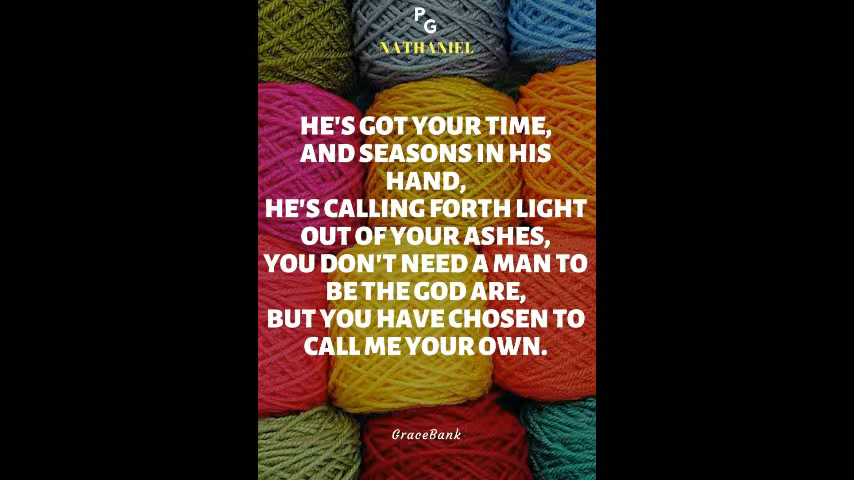 P
G
NATHANIEL
HE'S GOT YOUR TIME,
AND SEASONS IN HIS
HAND,
HE'S CALLING FORTH LIGHT
OUT OF YOUR ASHES,
YOU DON'T NEED A MAN TO
BE THE GOD ARE,
BUT YOU HAVE CHOSEN TO
CALL ME YOUR OWN.
GraceBank